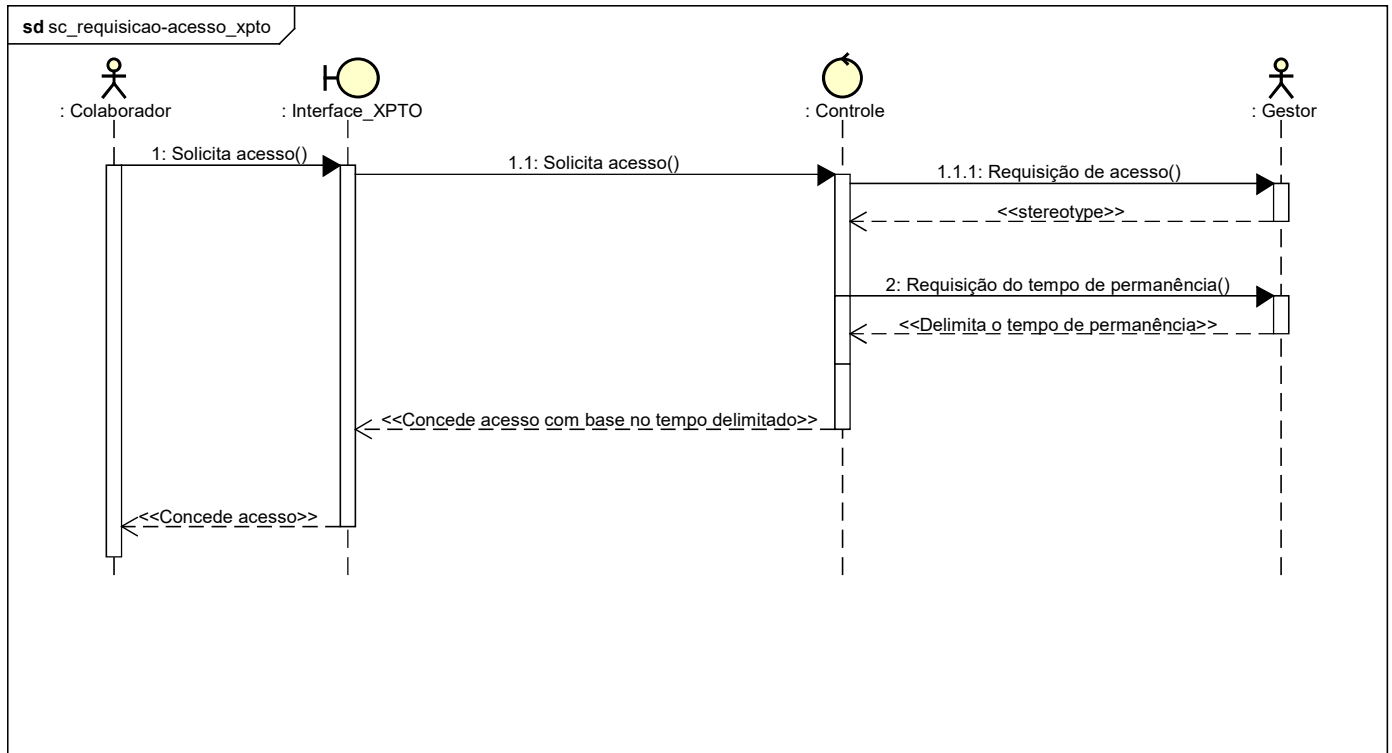 sd sc_requisicao-acesso_xpto
: Colaborador
: Interface_XPTO
: Controle
: Gestor
1: Solicita acesso()
1.1: Solicita acesso()
1.1.1: Requisição de acesso()
<<stereotype>>
2: Requisição do tempo de permanência()
<<Delimita o tempo de permanência>>
<<Concede acesso com base no tempo delimitado>>
<<Concede acesso>>